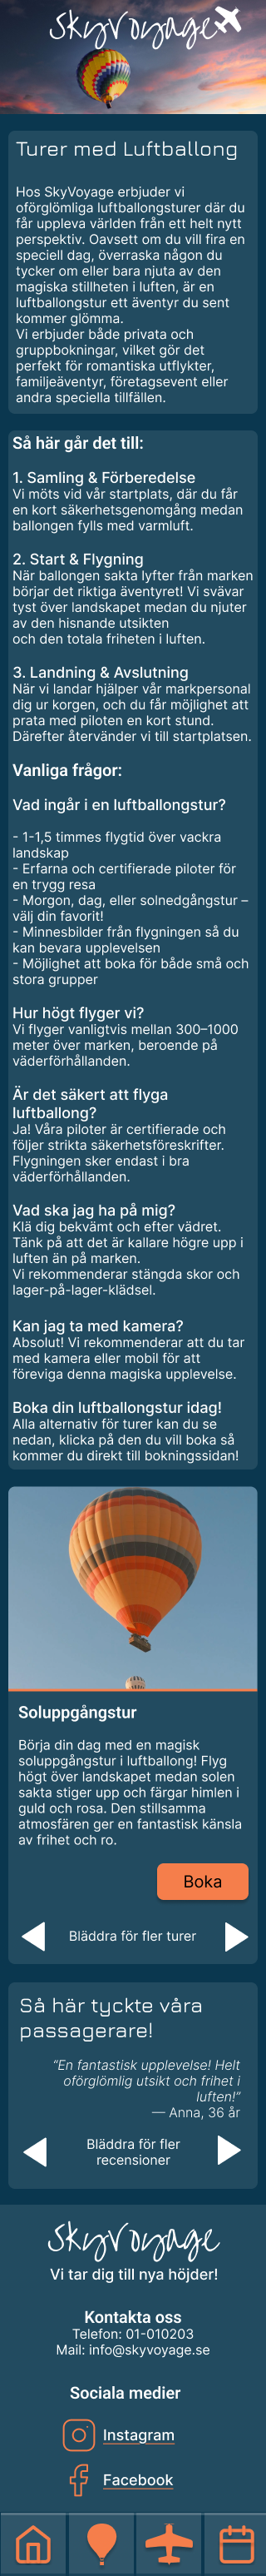 SkyVoyage
Turer med Luftballong
Hos SkyVoyage erbjuder vi
oförglömliga luftballongsturer där du
får uppleva världen från ett helt nytt
perspektiv. Oavsett om du vill fira en
speciell dag, överraska någon du
tycker om eller bara njuta av den
magiska stillheten i luften, är en
luftballongstur ett äventyr du sent
kommer glömma.
Vi erbjuder både privata och
gruppbokningar, vilket gör det
perfekt för romantiska utflykter,
familjeäventyr, företagsevent eller
andra speciella tillfällen.
Så här går det till:
1. Samling & Förberedelse
Vi möts vid vår startplats, där du får
en kort säkerhetsgenomgång medan
ballongen fylls med varmluft.
2. Start & Flygning
När ballongen sakta lyfter från marken
börjar det riktiga äventyret! Vi svävar
tyst över landskapet medan du njuter
av den hisnande utsikten
och den totala friheten i luften.
3. Landning & Avslutning
När vi landar hjälper vår markpersonal
dig ur korgen, och du får möjlighet att
prata med piloten en kort stund.
Därefter återvänder vi till startplatsen.
Vanliga frågor:
Vad ingår i en luftballongstur?
- 1-1,5 timmes flygtid över vackra
landskap
- Erfarna och certifierade piloter för
en trygg resa
- Morgon, dag, eller solnedgångstur –
välj din favorit!
- Minnesbilder från flygningen så du
kan bevara upplevelsen
- Möjlighet att boka för både små och
stora grupper
Hur högt flyger vi?
Vi flyger vanligtvis mellan 300–1000
meter över marken, beroende på
väderförhållanden.
Är det säkert att flyga
luftballong?
Ja! Våra piloter är certifierade och
följer strikta säkerhetsföreskrifter.
Flygningen sker endast i bra
väderförhållanden.
Vad ska jag ha på mig?
Klä dig bekvämt och efter vädret.
Tänk på att det är kallare högre upp i
luften än på marken.
Vi rekommenderar stängda skor och
lager-på-lager-klädsel.
Kan jag ta med kamera?
Absolut! Vi rekommenderar att du tar
med kamera eller mobil för att
föreviga denna magiska upplevelse.
Boka din luftballongstur idag!
Alla alternativ för turer kan du se
nedan, klicka på den du vill boka så
kommer du direkt till bokningssidan!
Soluppgångstur
Börja din dag med en magisk
soluppgångstur i luftballong! Flyg
högt över landskapet medan solen
sakta stiger upp och färgar himlen i
guld och rosa. Den stillsamma
atmosfären ger en fantastisk känsla
av frihet och ro.
Boka
Bläddra för fler turer
Så här tyckte våra
passagerare!
"En fantastisk upplevelse! Helt
oförglömlig utsikt och frihet i
luften!"
— Anna, 36 år
Bläddra för fler
recensioner
SkyVoyage
Vi tar dig till nya höjder!
Kontakta oss
Telefon: 01-010203
Mail: info@skyvoyage.se
Sociala medier
Instagram
Facebook